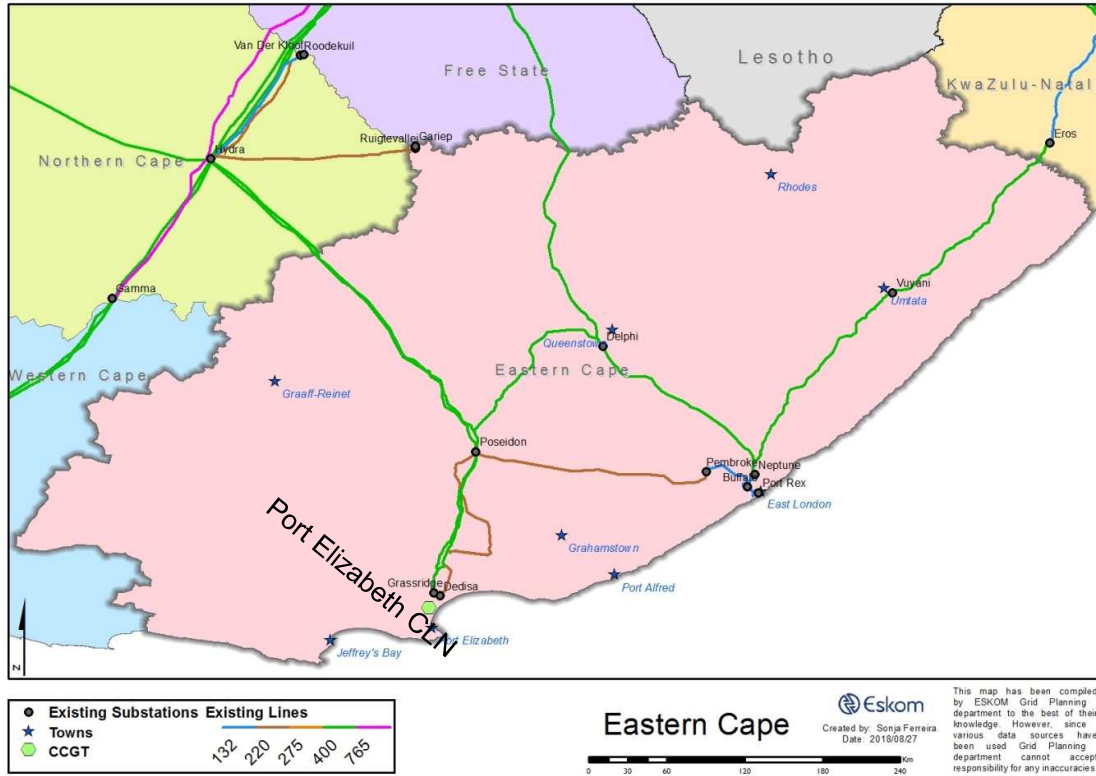 Van Der Kloof
Roodekuil
Free State
Lesotho
KwaZulu-Natal
Ruigtevallei
Gariep
Eros
Hydra
Northern Cape
Rhodes
Gamma
Vuyani
Umtata
Western Cape
Delphi
Queenstown
Eastern Cape
Graaff-Reinet
Poseidon
Pembroke
Neptune
Buffalo
Port Rex
East London
Port Elizabeth CLN
Grahamstown
Grassridge
Dedisa
Port Alfred
Port Elizabeth
Jeffrey's Bay
N
Existing Substations
Existing Lines
Towns
CCGT
132
220
275
400
765
Eastern Cape
Eskom
Created by: Sonja Ferreira
Date: 2018/08/27
Km
0 30 60 120 180 240
This map has been compiled
by ESKOM Grid Planning
department to the best of their
knowledge. However, since
various data sources have
been used Grid Planning
department cannot accept
responsibility for any inaccuracies.